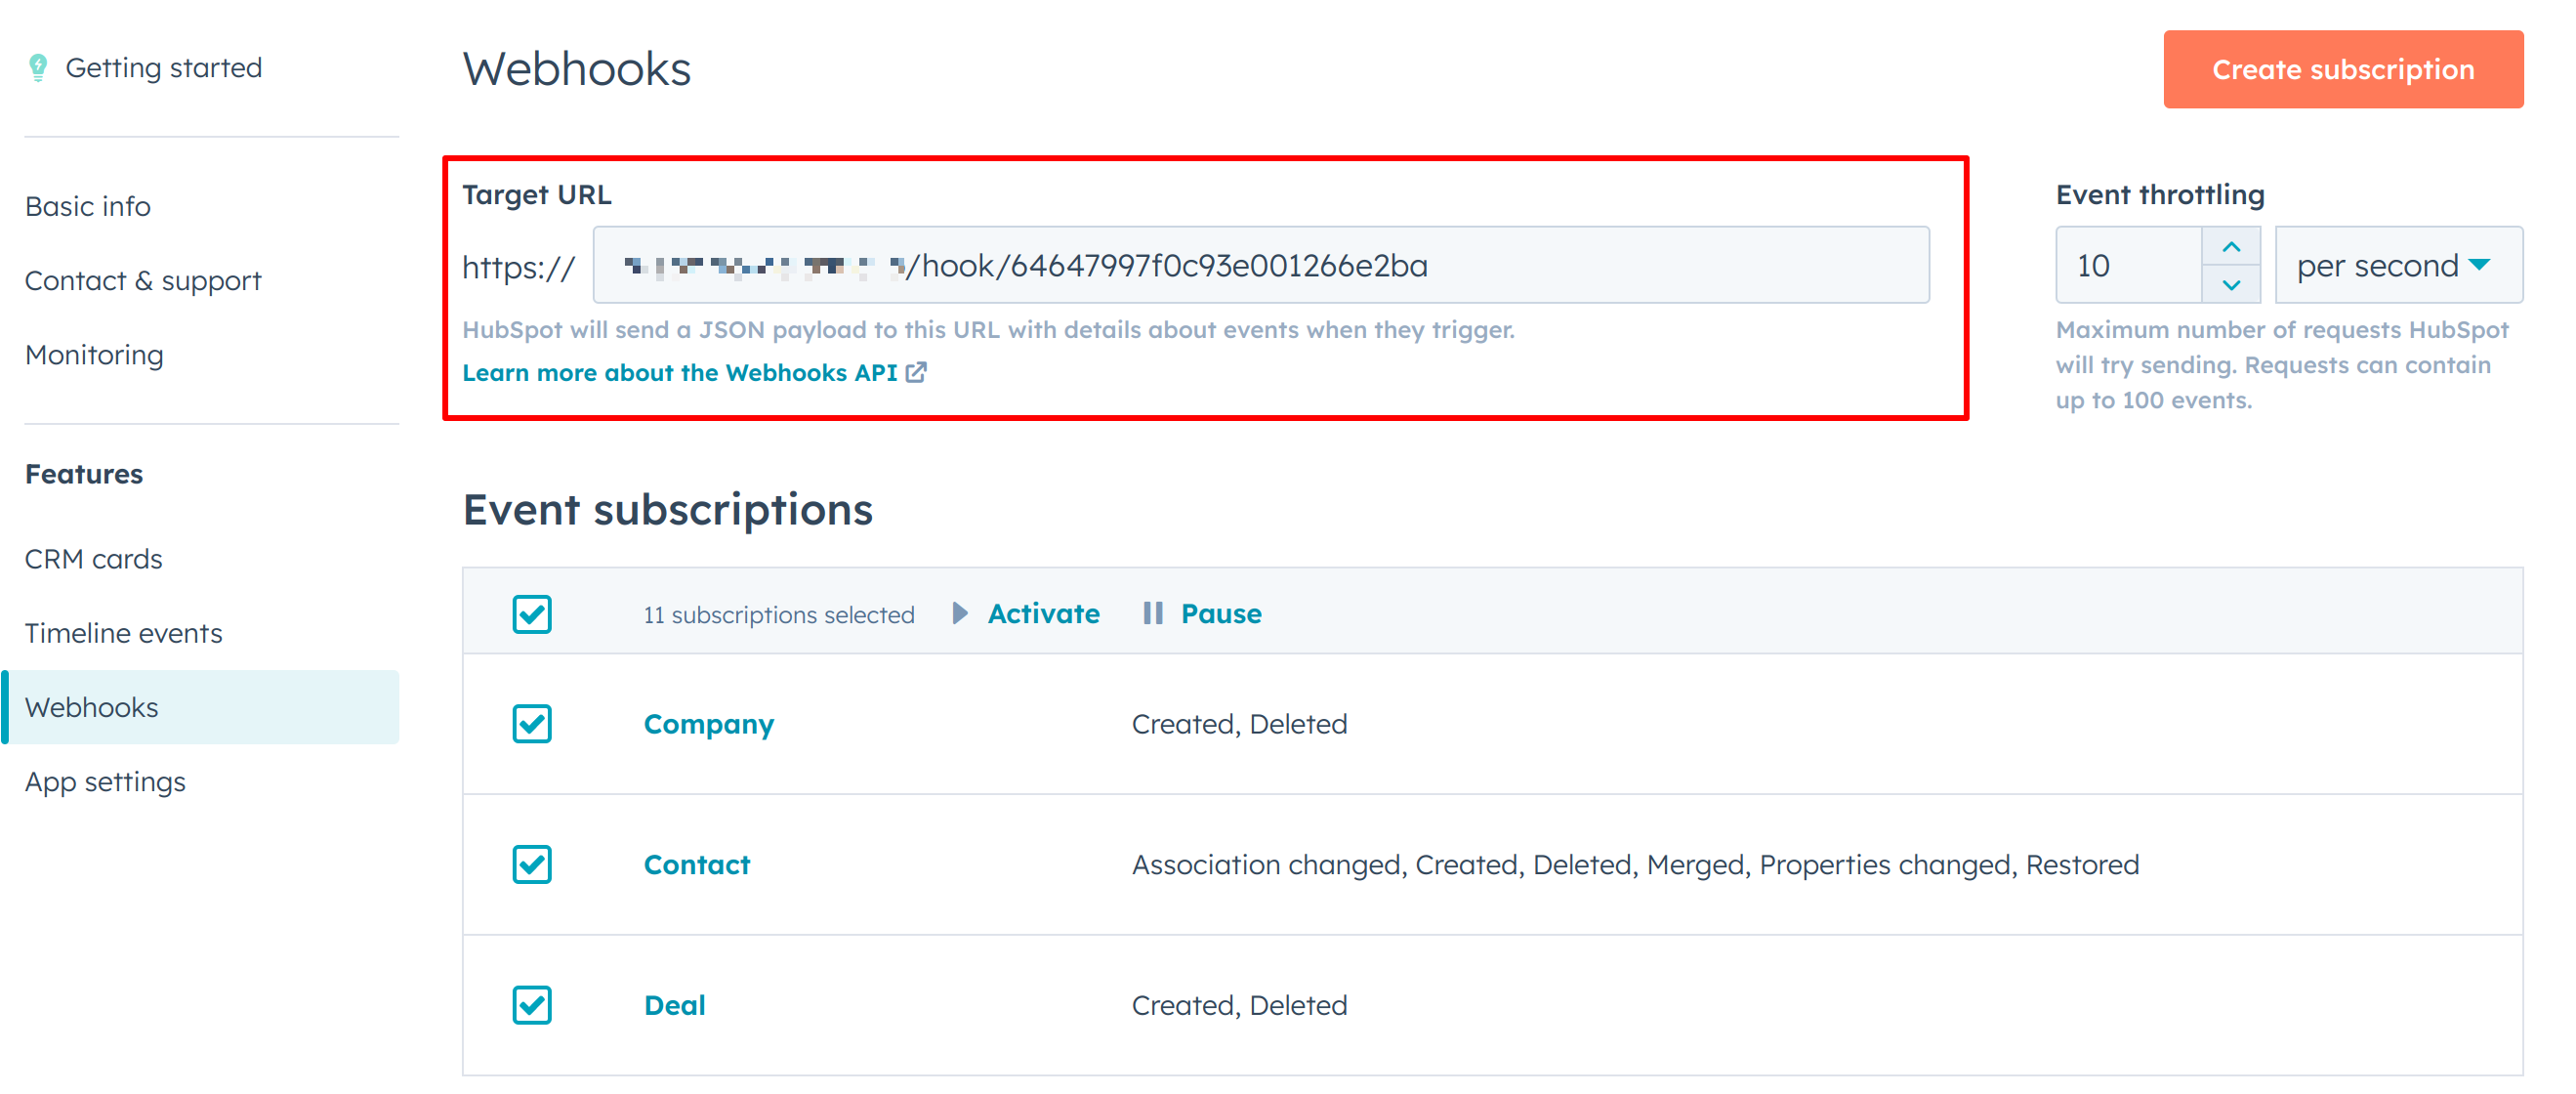 Getting started
Basic info
Contact & support
Monitoring
Features
CRM cards
Timeline events
Webhooks
App settings
Webhooks
Create subscription
Target URL
https:// /hook/64647997f0c93e001266e2ba
HubSpot will send a JSON payload to this URL with details about events when they trigger.
Learn more about the Webhooks API
Event throttling
10 per second
Maximum number of requests HubSpot
will try sending. Requests can contain
up to 100 events.
Event subscriptions
11 subscriptions selected Activate Pause
Company Created, Deleted
Contact Association changed, Created, Deleted, Merged, Properties changed, Restored
Deal Created, Deleted